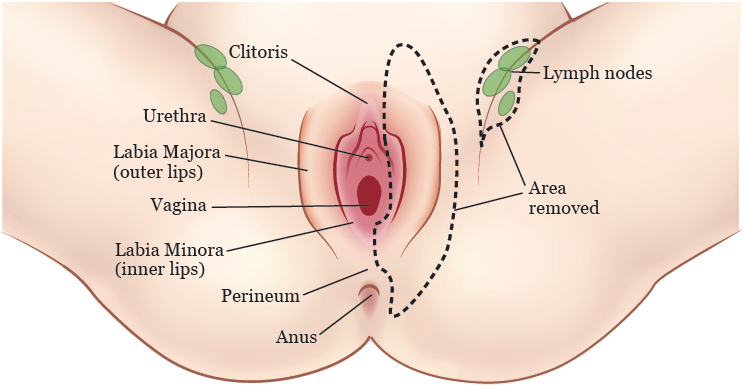 Clitoris
Lymph nodes
Urethra
Labia Majora
(outer lips)
Vagina
Area
removed
Labia Minora
(inner lips)
Perineum
Anus